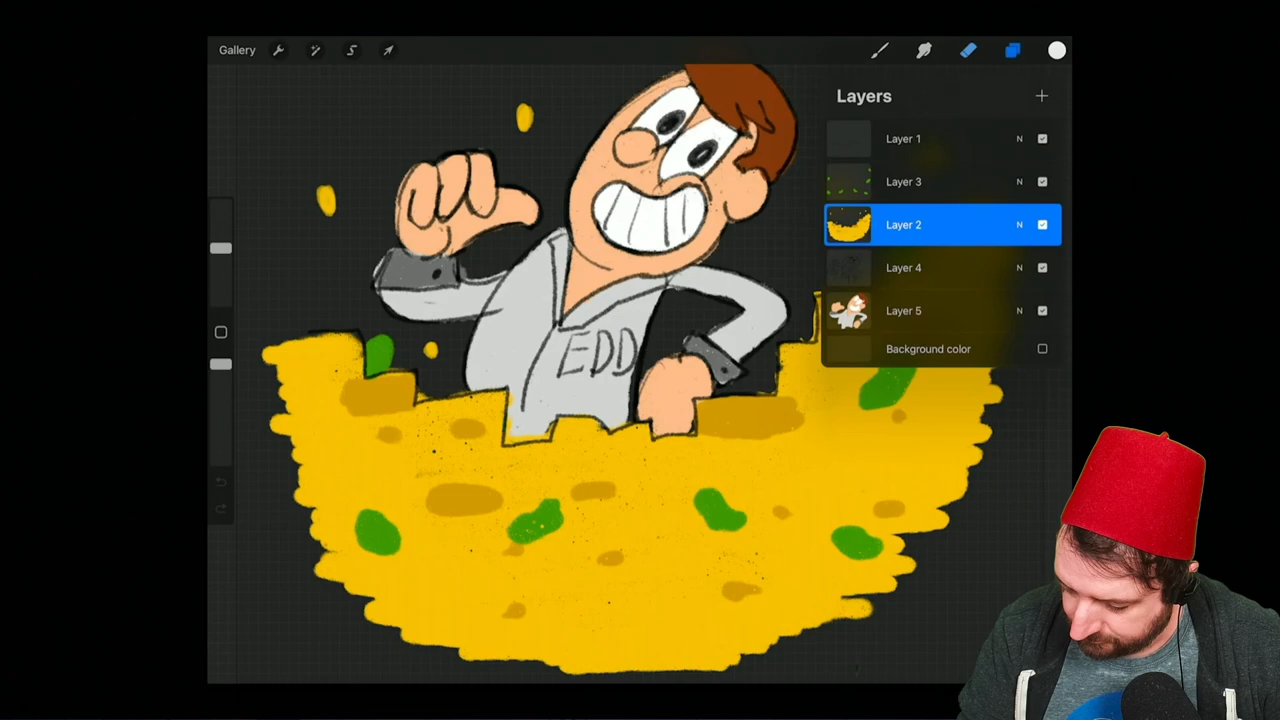 Gallery
Layers
Layer 1 N
Layer 3 N
Layer 2 N
Layer 4 N
Layer 5 N
Background color
EDD